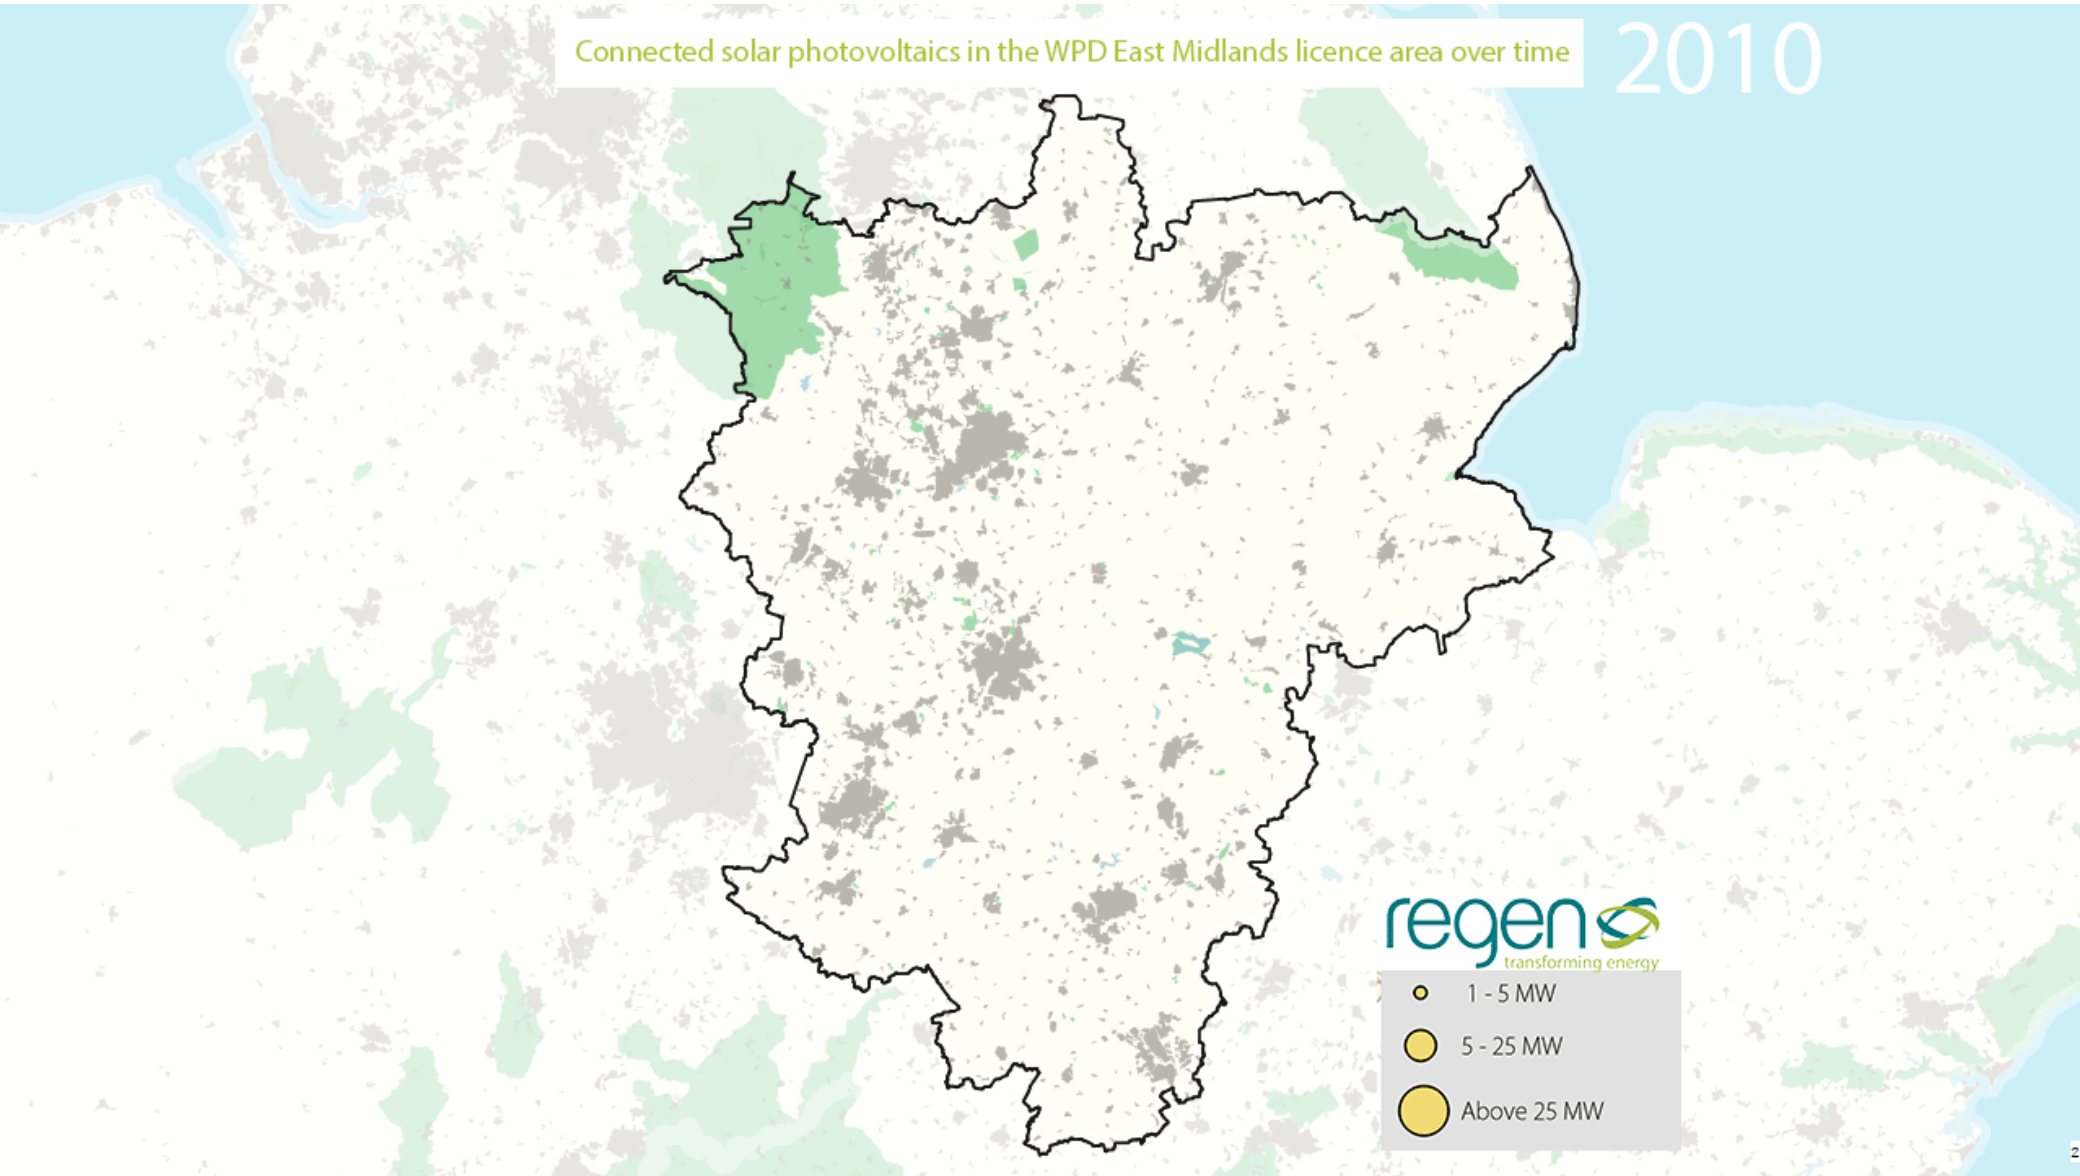 Connected solar photovoltaics in the WPD East Midlands licence area over time
2010
regen
transforming energy
1 - 5 MW
5 - 25 MW
Above 25 MW
2